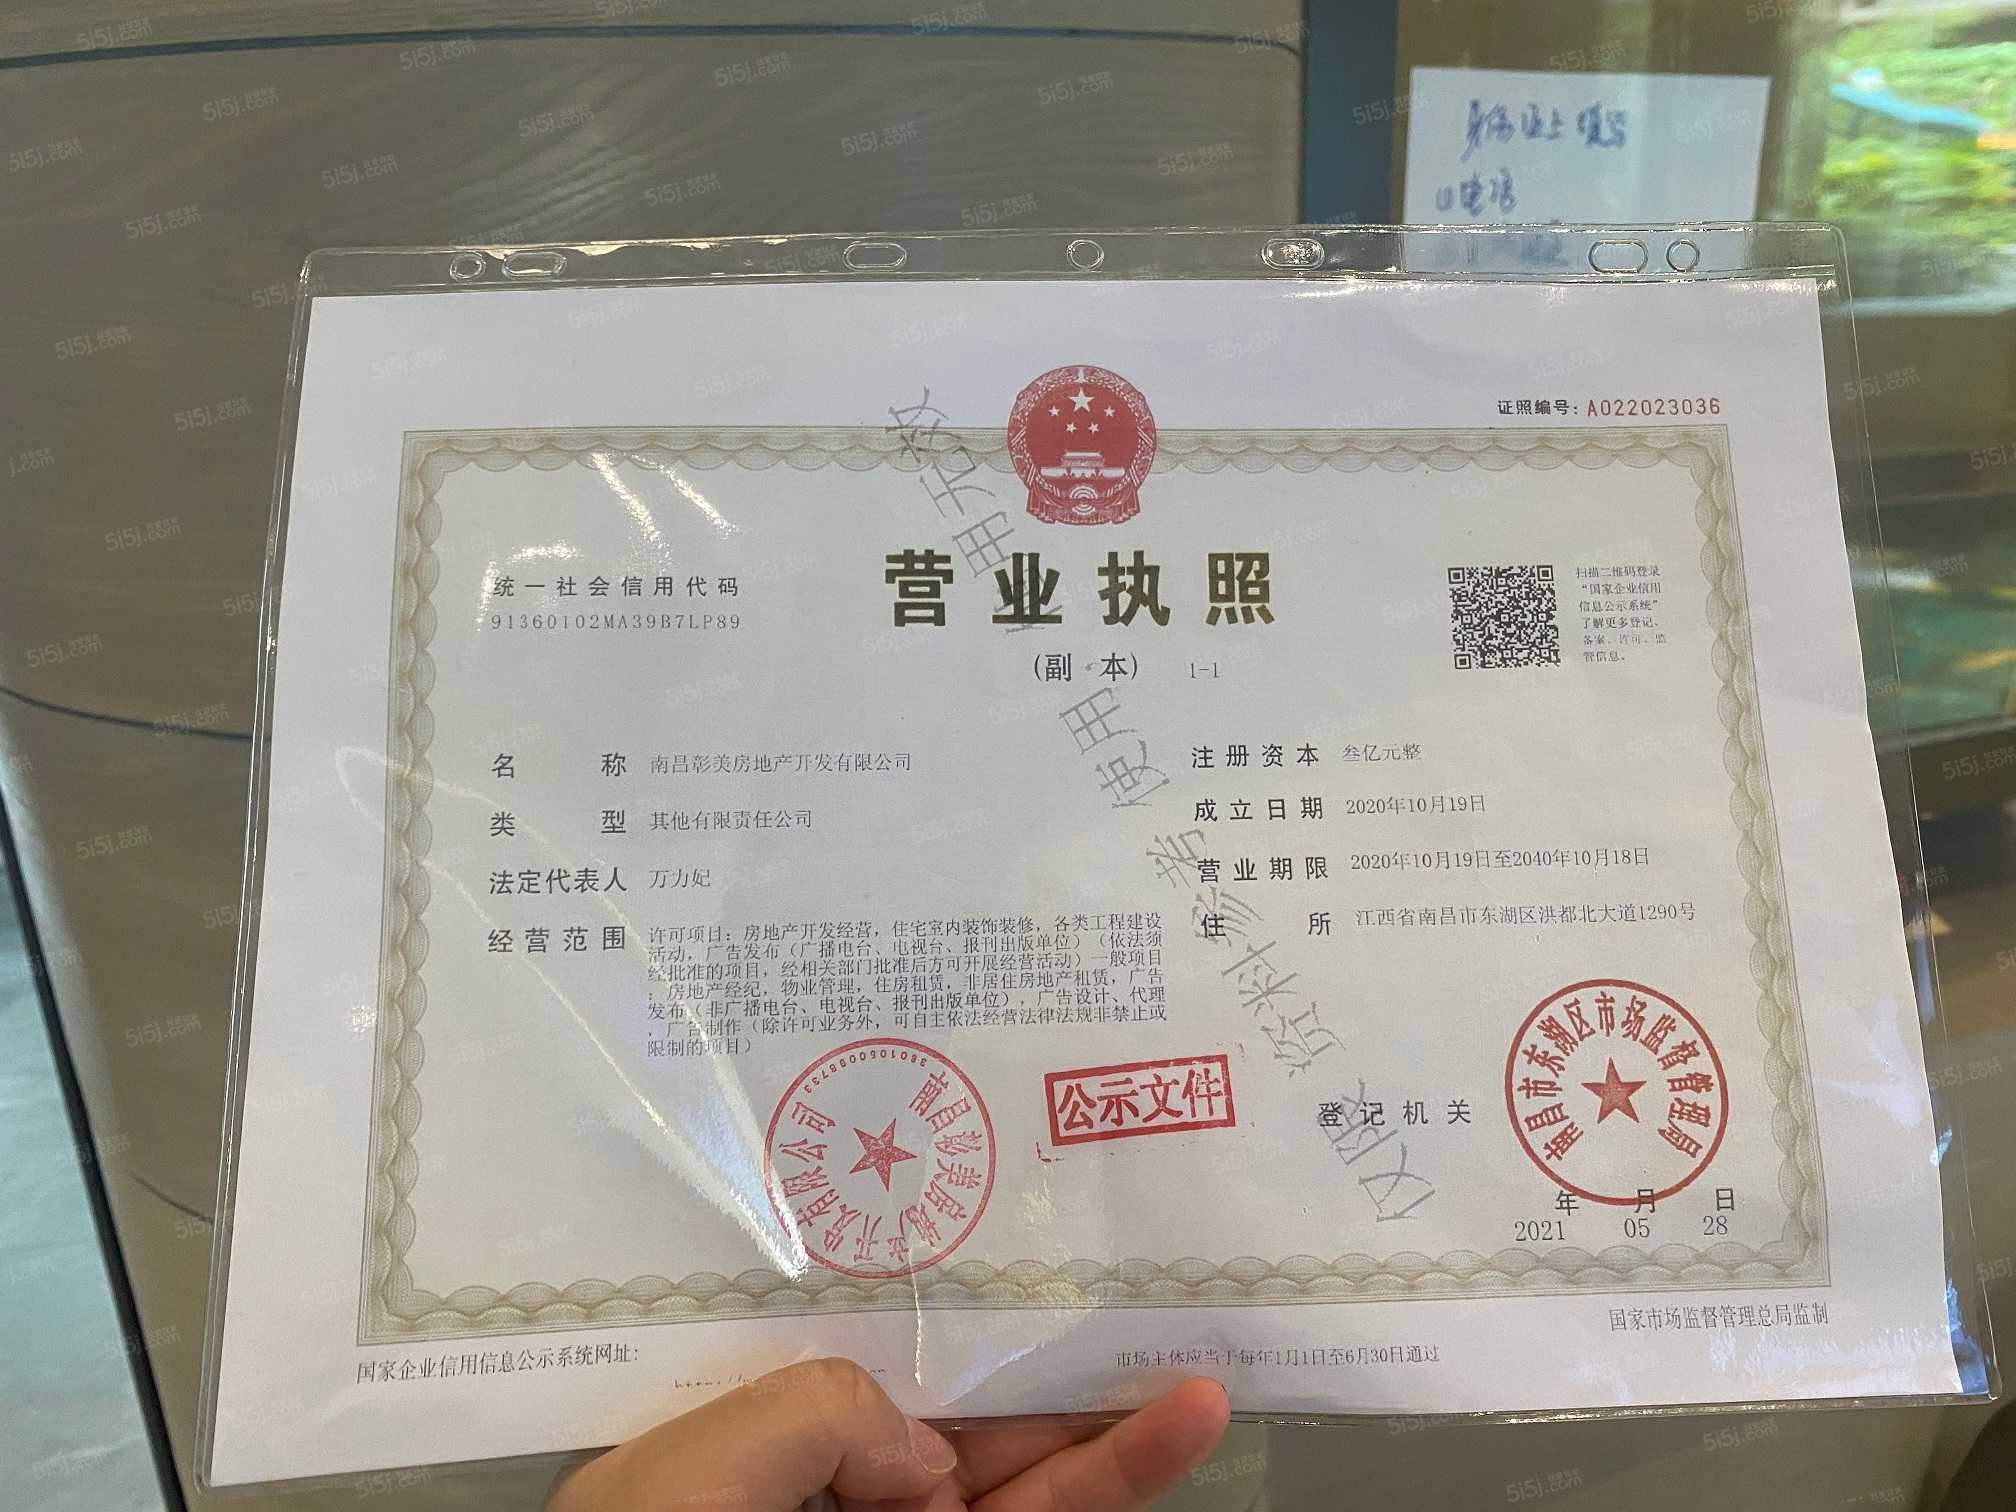 证照编号：A022023036
统一社会信用代码
91360102MA39B7LP89
营业执照
（副 本） 1-1
扫描二维码登录
“国家企业信用
信息公示系统”
了解更多登记、
备案、许可、监
管信息。
名 称 南昌彰美房地产开发有限公司
类 型 其他有限责任公司
法定代表人 万力妃
经营范围 许可项目：房地产开发经营，住宅室内装饰装修，各类工程建设
活动，广告发布（广播电台、电视台、报刊出版单位）（依法须
经批准的项目，经相关部门批准后方可开展经营活动）一般项目
：房地产经纪，物业管理，住房租赁，非居住房地产租赁，广告
发布（非广播电台、电视台、报刊出版单位），广告设计、代理
，广告制作（除许可业务外，可自主依法经营法律法规非禁止或
限制的项目）
注册资本 叁亿元整
成立日期 2020年10月19日
营业期限 2020年10月19日至2040年10月18日
住 所 江西省南昌市东湖区洪都北大道1290号
仅限 资料参考 使用
用无效
南昌彰美房地产开发有限公司
公示文件
登记机关
南昌市东湖区市场监督管理局
年 月 日
2021 05 28
国家企业信用信息公示系统网址：
市场主体应当于每年1月1日至6月30日通过
国家市场监督管理总局监制
5i5j.com